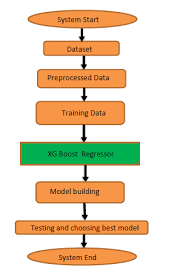 System Start
Dataset
Preprocessed Data
Training Data
XG Boost Regressor
Model building
Testing and choosing best model
System End